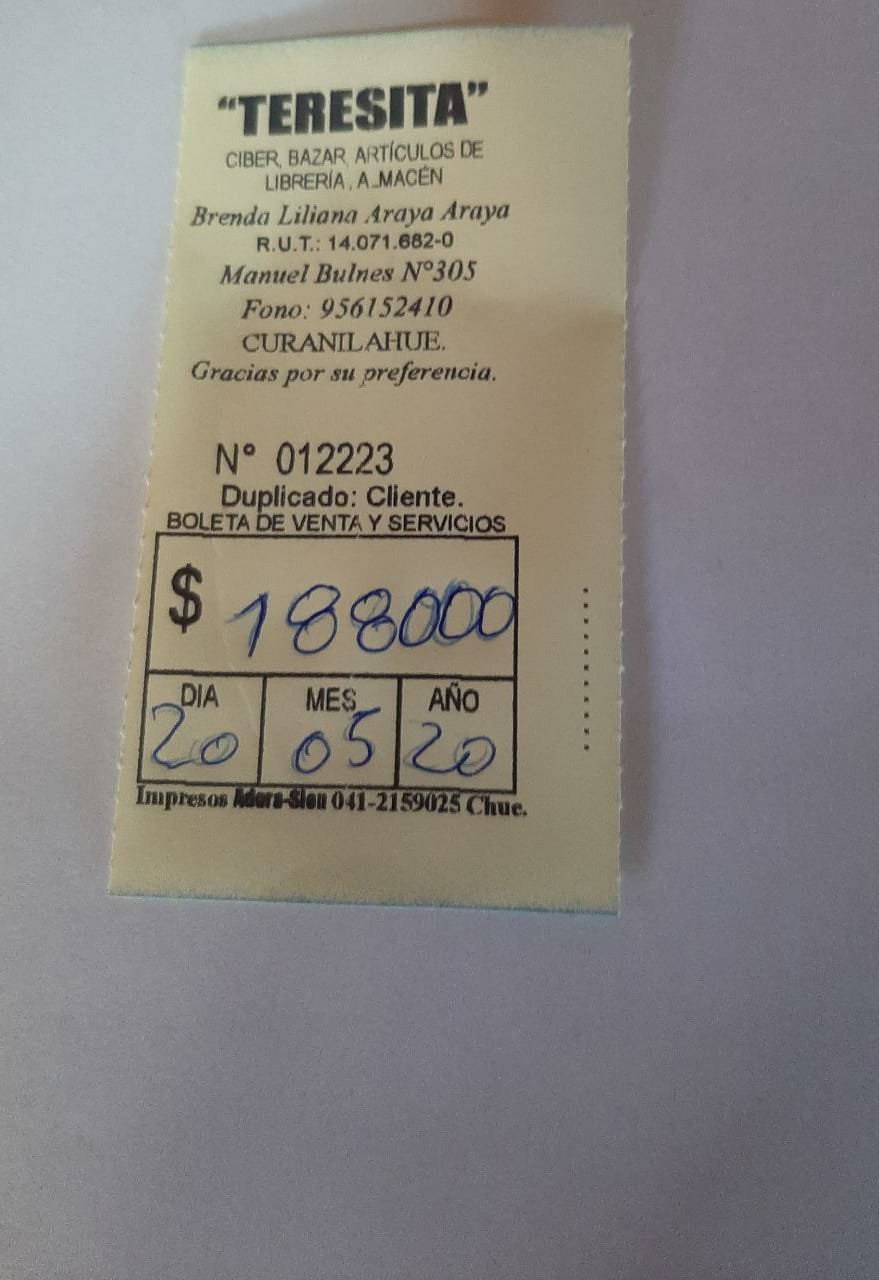 “TERESITA”
CIBER, BAZAR, ARTÍCULOS DE
LIBRERÍA, ALMACÉN
Brenda Liliana Araya Araya
R.U.T.: 14.071.662-0
Manuel Bulnes N°305
Fono: 956152410
CURANILAHUE.
Gracias por su preferencia.
N° 012223
Duplicado: Cliente.
BOLETA DE VENTA Y SERVICIOS
$ 188000
DIA MES AÑO
20 05 20
Impresos 041-2159025 Chue.